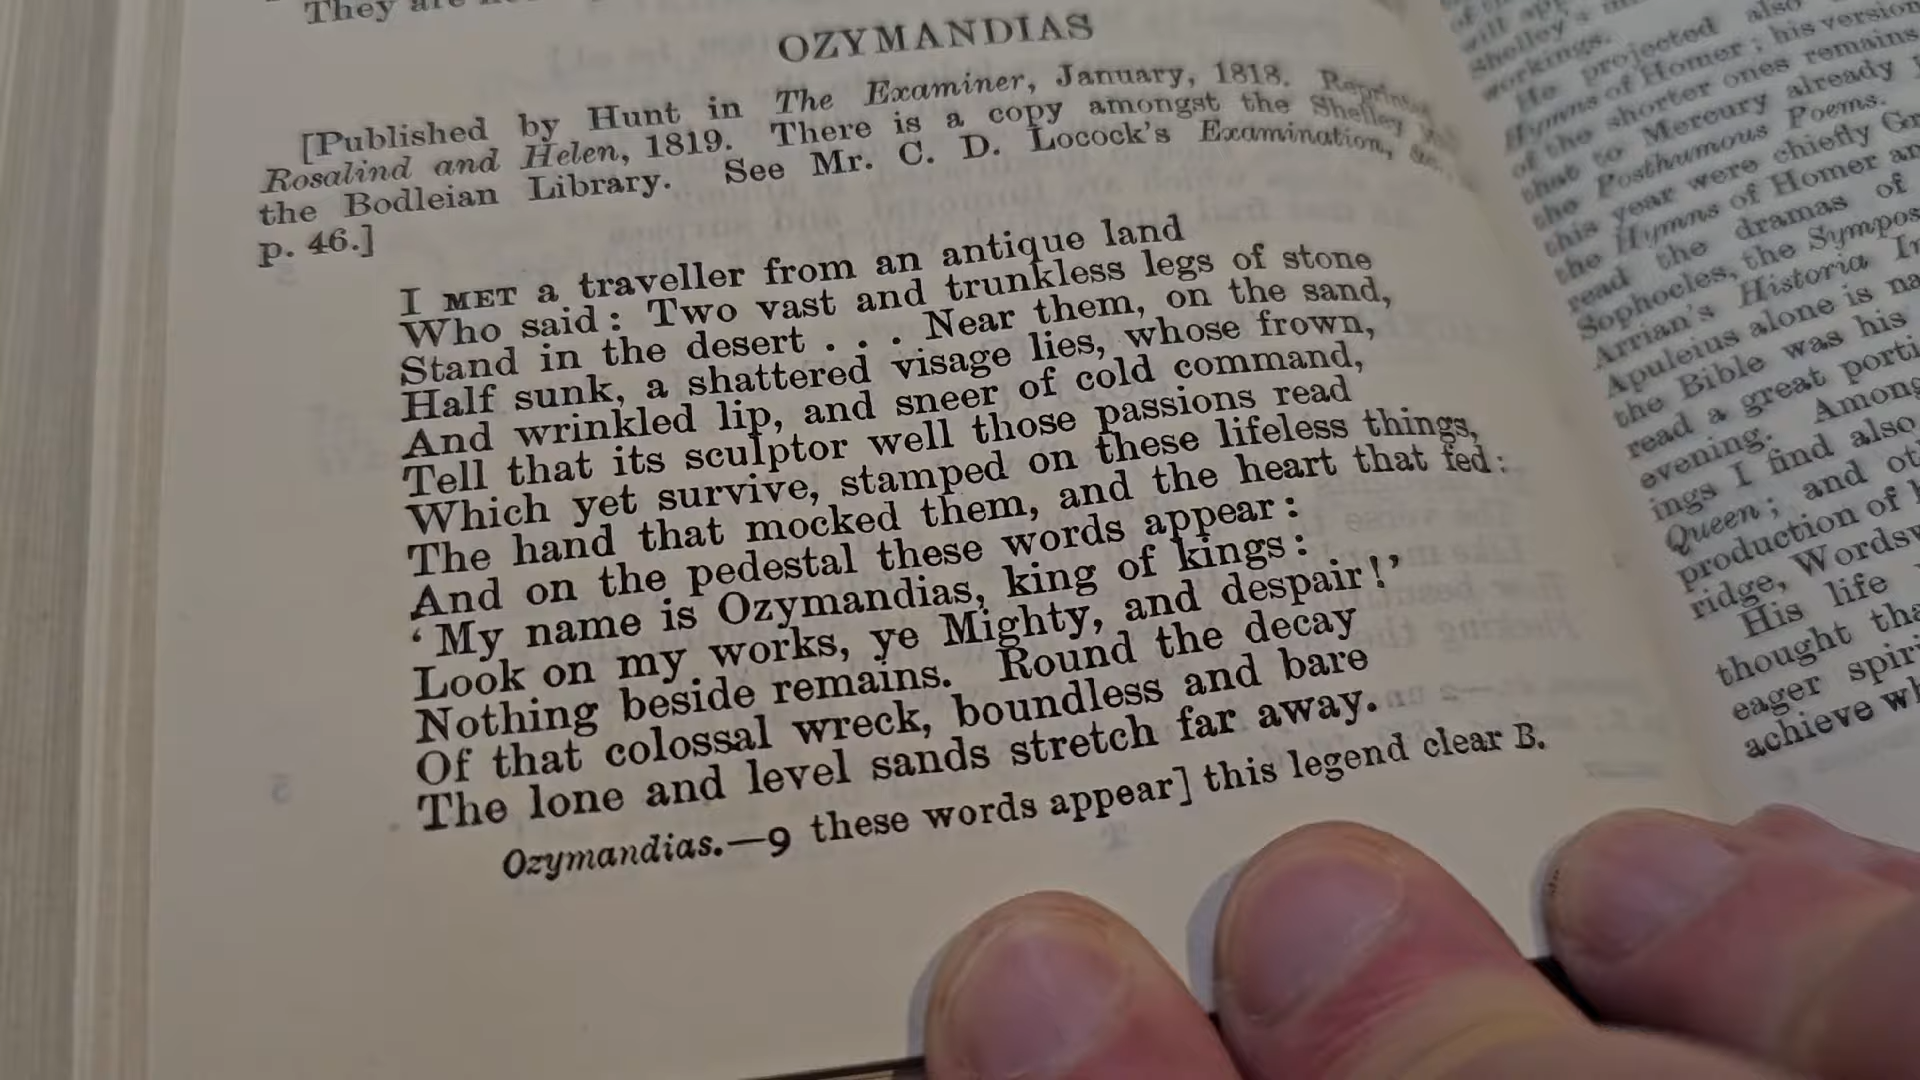 They are
OZYMANDIAS
[Published by Hunt in The Examiner, January, 1818. Reprinted
Rosalind and Helen, 1819. There is a copy amongst the Shelley
the Bodleian Library. See Mr. C. D. Locock's Examination,
p. 46.]
I MET a traveller from an antique land
Who said: Two vast and trunkless legs of stone
Stand in the desert . . . Near them, on the sand,
Half sunk, a shattered visage lies, whose frown,
And wrinkled lip, and sneer of cold command,
Tell that its sculptor well those passions read
Which yet survive, stamped on these lifeless things,
The hand that mocked them, and the heart that fed:
And on the pedestal these words appear:
‘My name is Ozymandias, king of kings:
Look on my works, ye Mighty, and despair!’
Nothing beside remains. Round the decay
Of that colossal wreck, boundless and bare
The lone and level sands stretch far away.
Ozymandias.—9 these words appear] this legend clear B.
will
Shelley's
workings.
He projected also
Hymns of Homer; his version
of the shorter ones remains
that to Mercury already
the Posthumous Poems.
this year were chiefly
the Hymns of Homer
read the dramas of
Sophocles, the
Arrian's Historia
Apuleius alone is
the Bible was his
read a great
evening.
ings I find also
Queen; and
production of
ridge,
His life
thought
eager
achieve